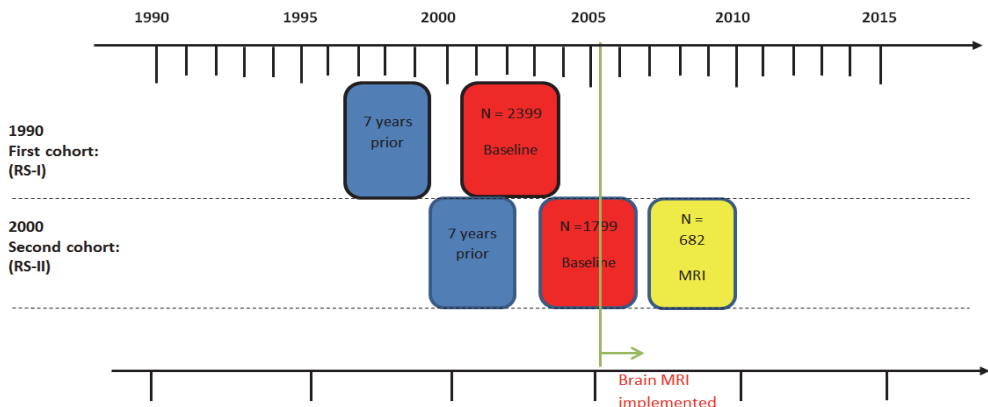 1990 1995 2000 2005 2010 2015
1990
First cohort:
(RS-I)
7 years
prior
N = 2399
Baseline
2000
Second cohort:
(RS-II)
7 years
prior
N =1799
Baseline
N =
682
MRI
Brain MRI
implemented